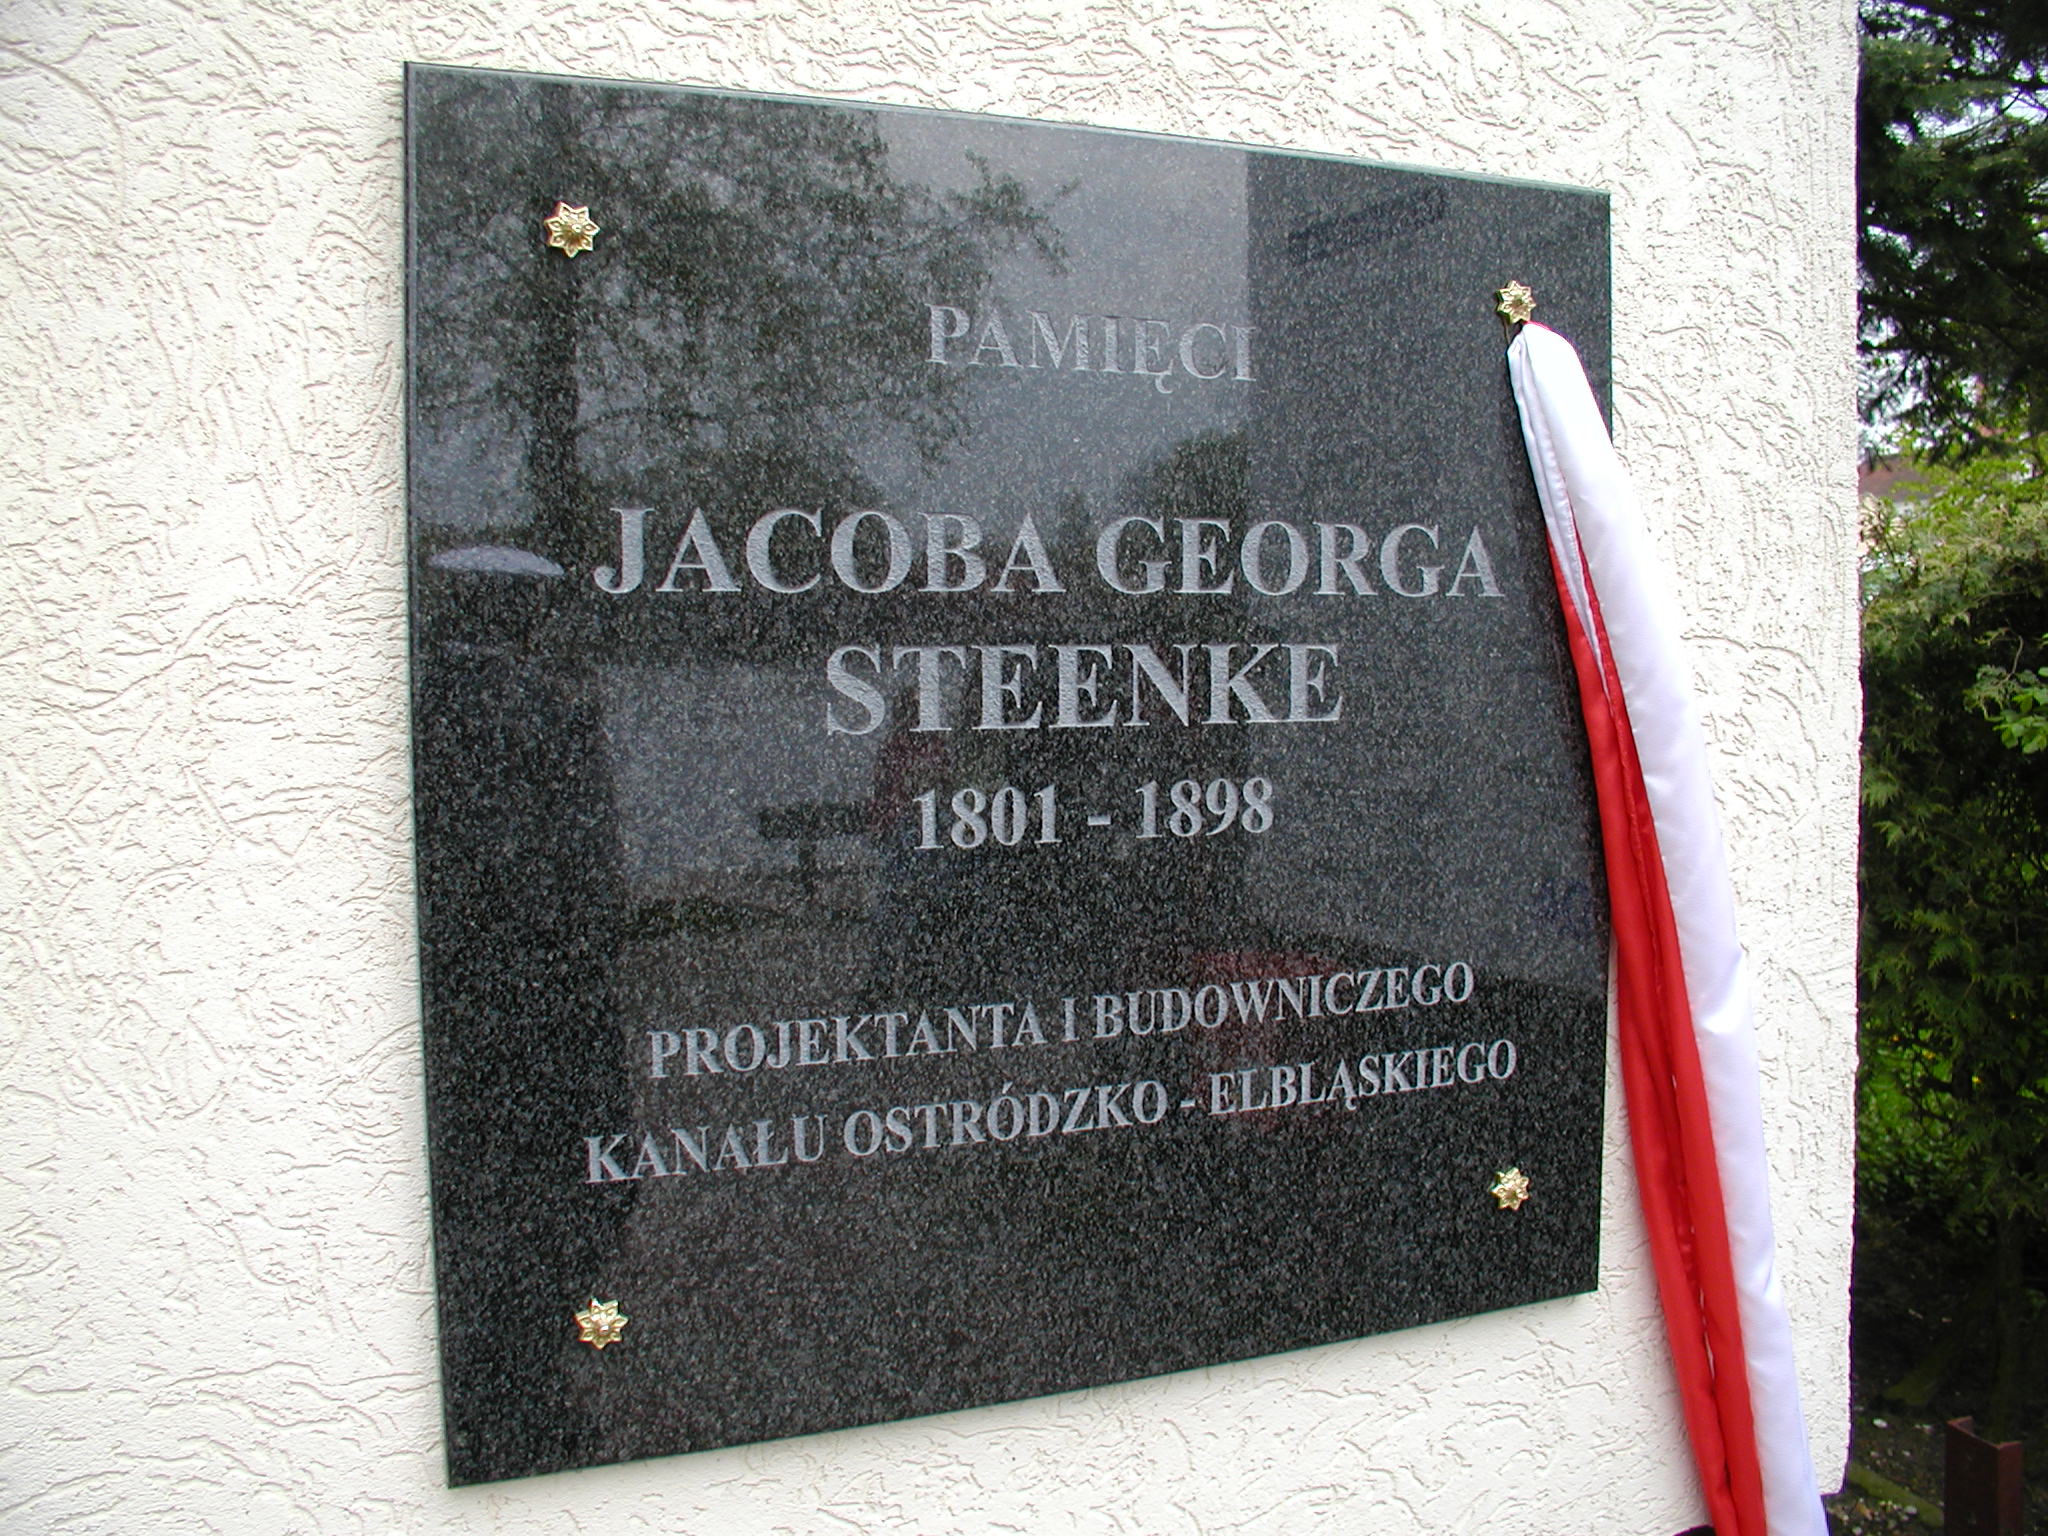 PAMIĘCI
JACOBA GEORGA
STEENKE
1801 - 1898
PROJEKTANTA I BUDOWNICZEGO
KANAŁU OSTRÓDZKO - ELBLĄSKIEGO